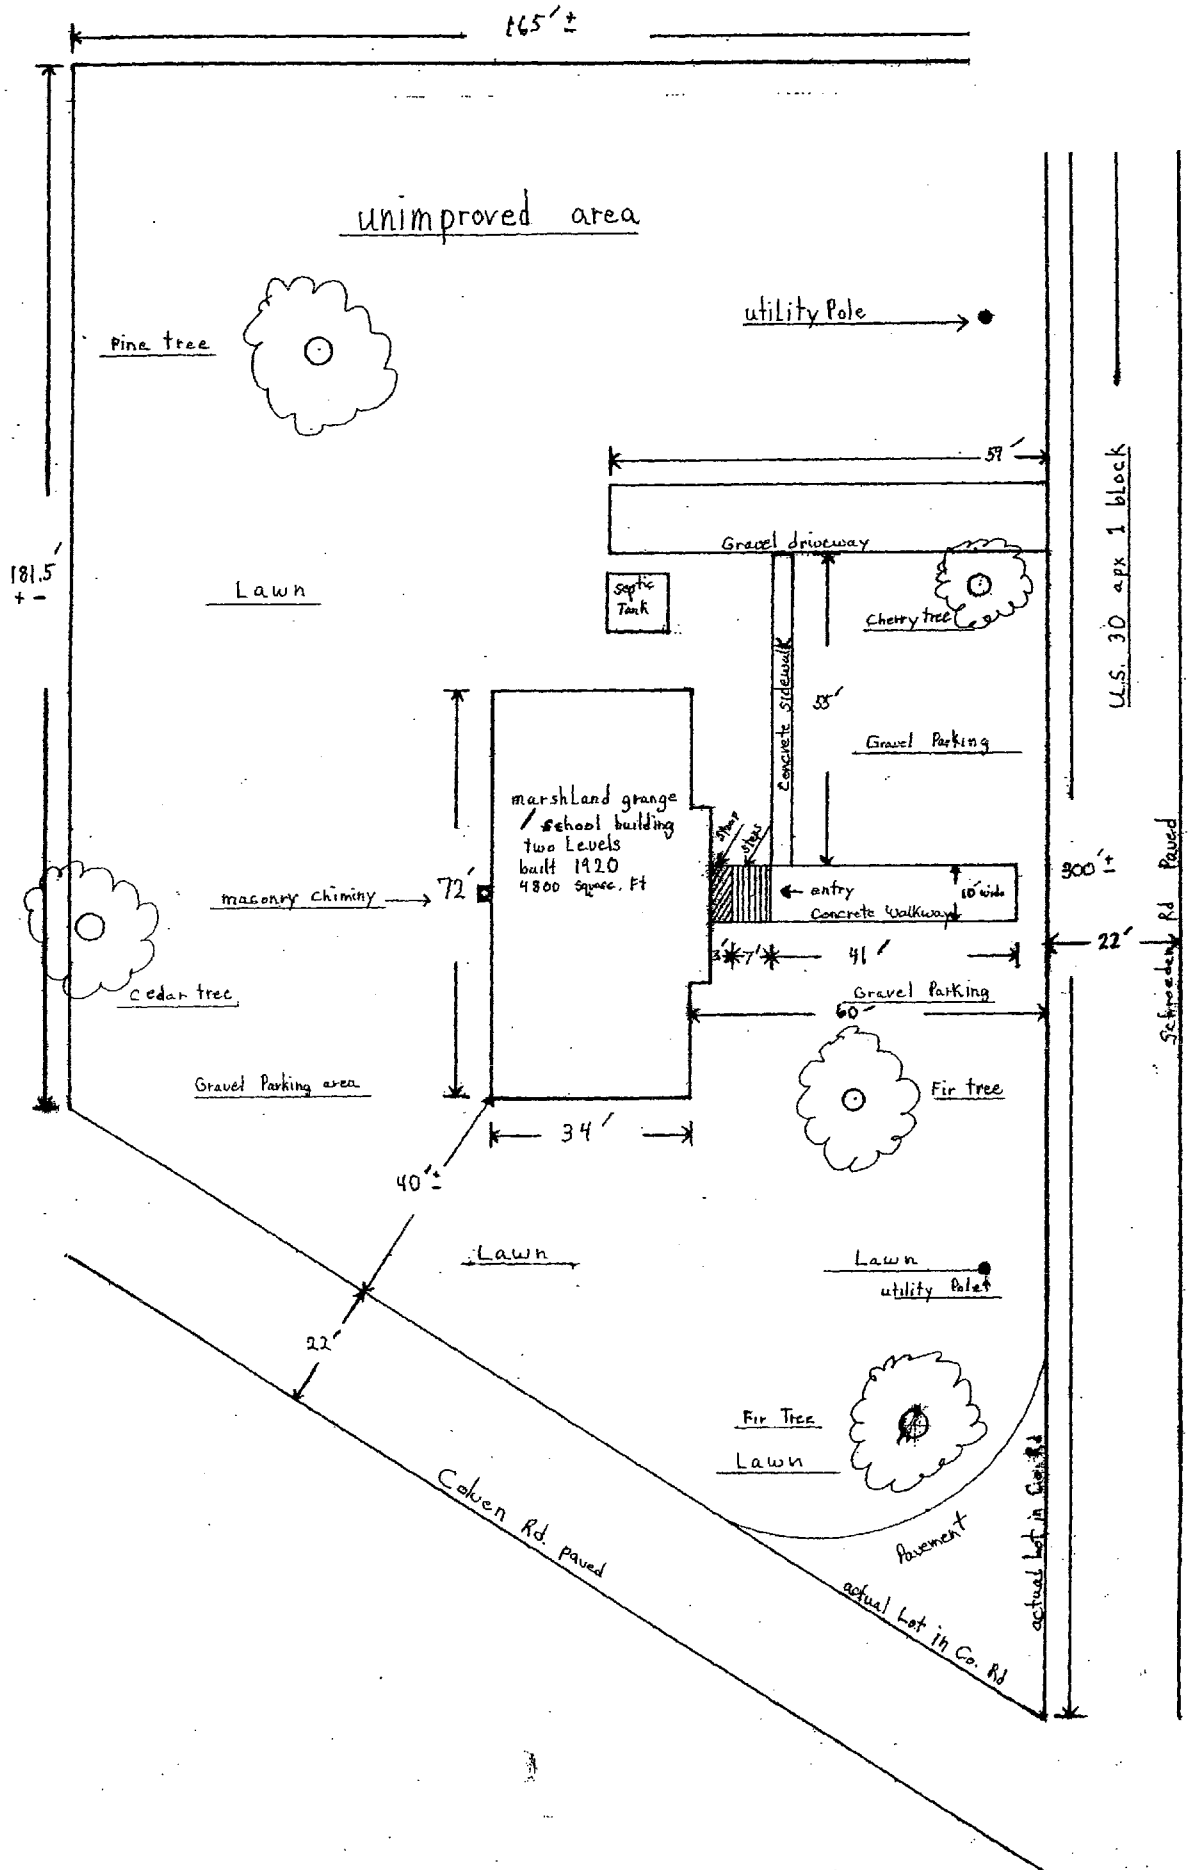 165' ±
unimproved area
utility Pole
Pine tree
59'
Gravel driveway
181.5'
+ -
Lawn
septic
Tank
Cherry tree
U.S. 30 apx 1 block
Concrete sidewalk
55'
Gravel Parking
marshland grange
/ school building
two Levels
built 1920
4800 Square. Ft
stoop
steps
masonry chiminy
72'
entry
10' wide
Concrete Walkway
300' ±
Schroeder Rd Paved
3'
7'
41'
22'
Cedar tree
Gravel Parking
60'
Gravel Parking area
Fir tree
34'
40' ±
Lawn
Lawn
utility Pole
22'
Fir Tree
Lawn
Colven Rd. paved
Pavement
actual Lot in Co. Rd
actual Lot in Co. Rd